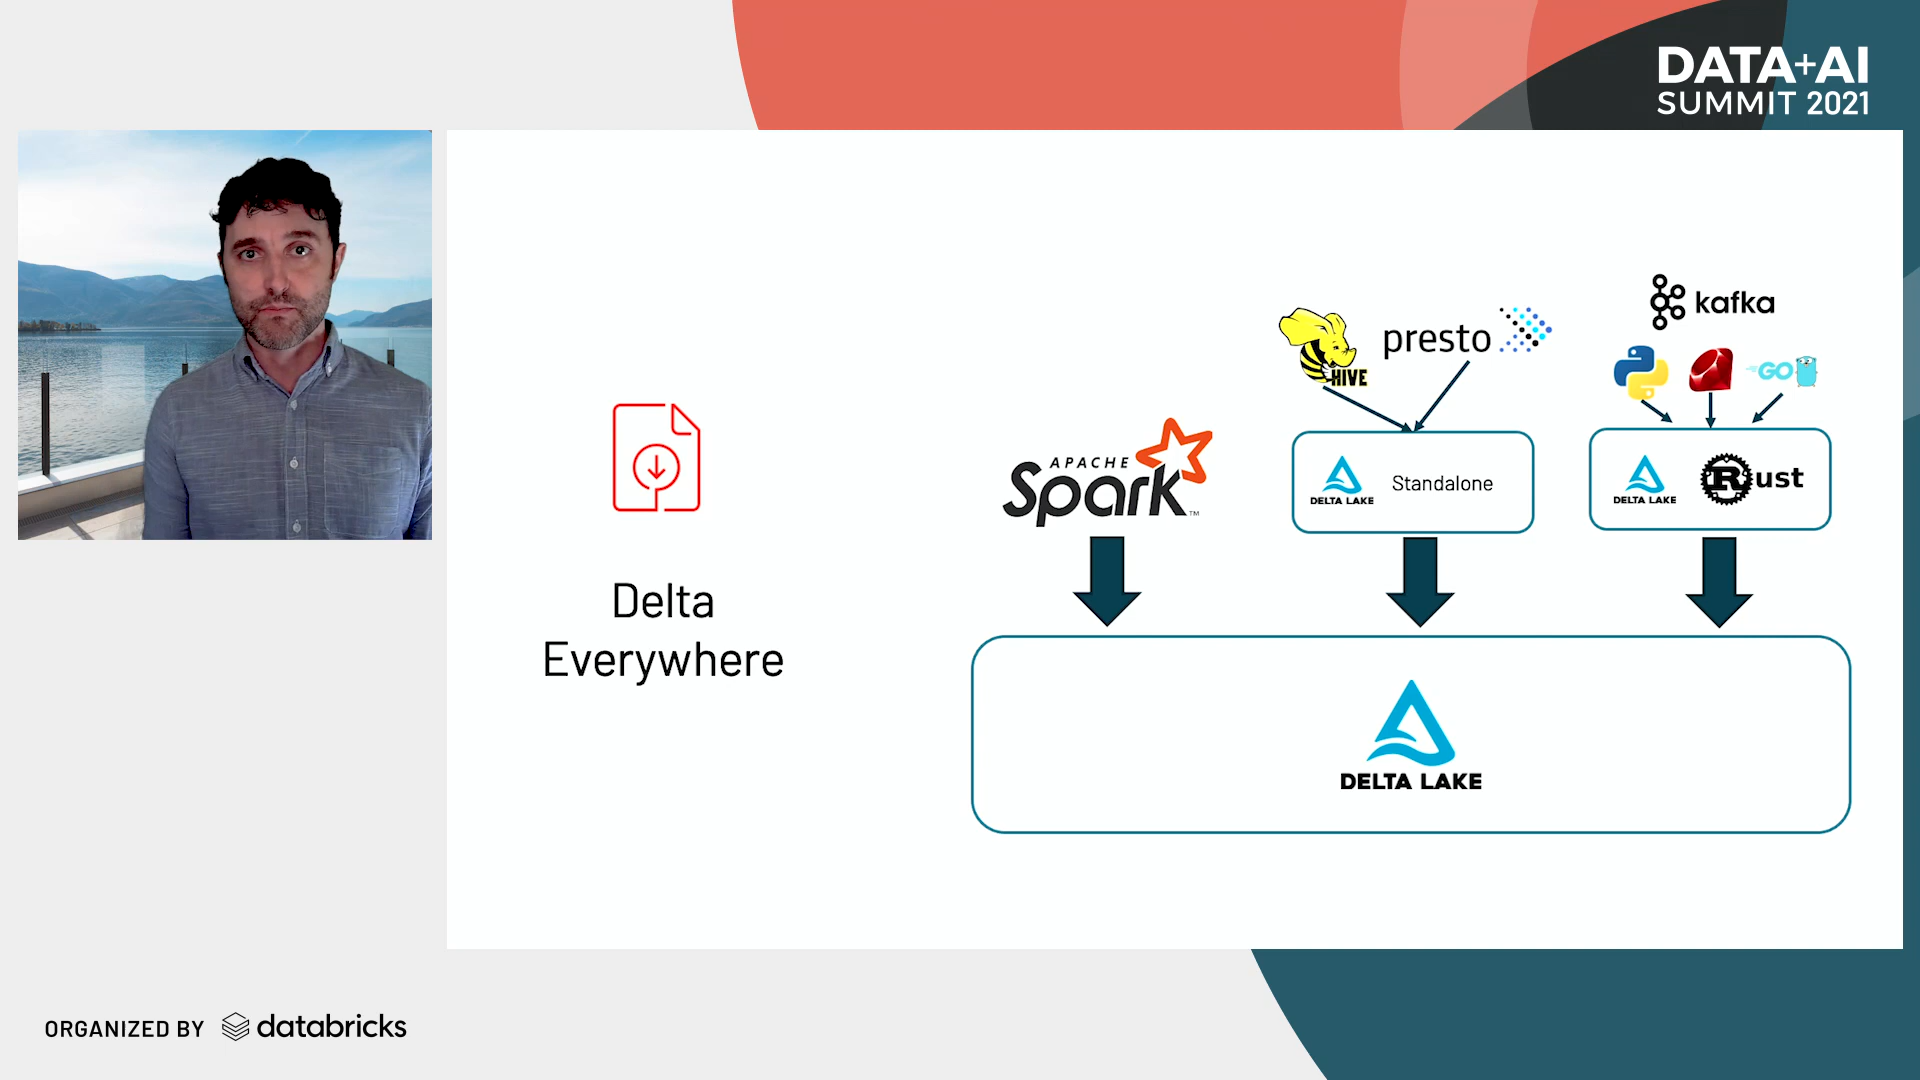 DATA+AI
SUMMIT 2021
Delta
Everywhere
APACHE
Spark™
HIVE
presto
kafka
GO
DELTA LAKE
Standalone
DELTA LAKE
Rust
DELTA LAKE
ORGANIZED BY databricks